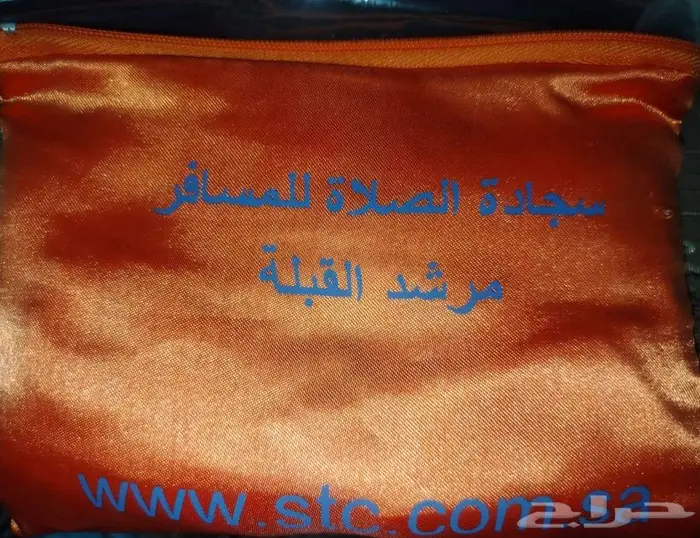 سجادة الصلاة للمسافر
مرشد القبلة
www.stc.com.sa
حراج